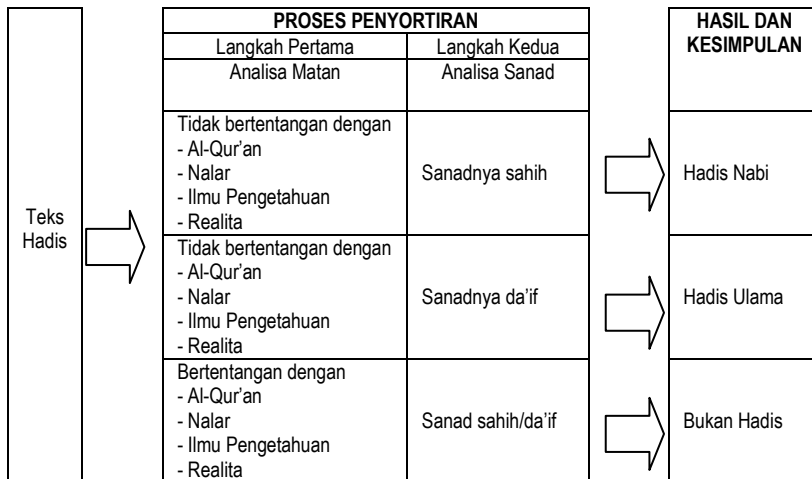 PROSES PENYORTIRAN
HASIL DAN
KESIMPULAN
Langkah Pertama
Langkah Kedua
Analisa Matan
Analisa Sanad
Teks
Hadis
Tidak bertentangan dengan
- Al-Qur’an
- Nalar
- Ilmu Pengetahuan
- Realita
Sanadnya sahih
Hadis Nabi
Tidak bertentangan dengan
- Al-Qur’an
- Nalar
- Ilmu Pengetahuan
- Realita
Sanadnya da’if
Hadis Ulama
Bertentangan dengan
- Al-Qur’an
- Nalar
- Ilmu Pengetahuan
- Realita
Sanad sahih/da’if
Bukan Hadis